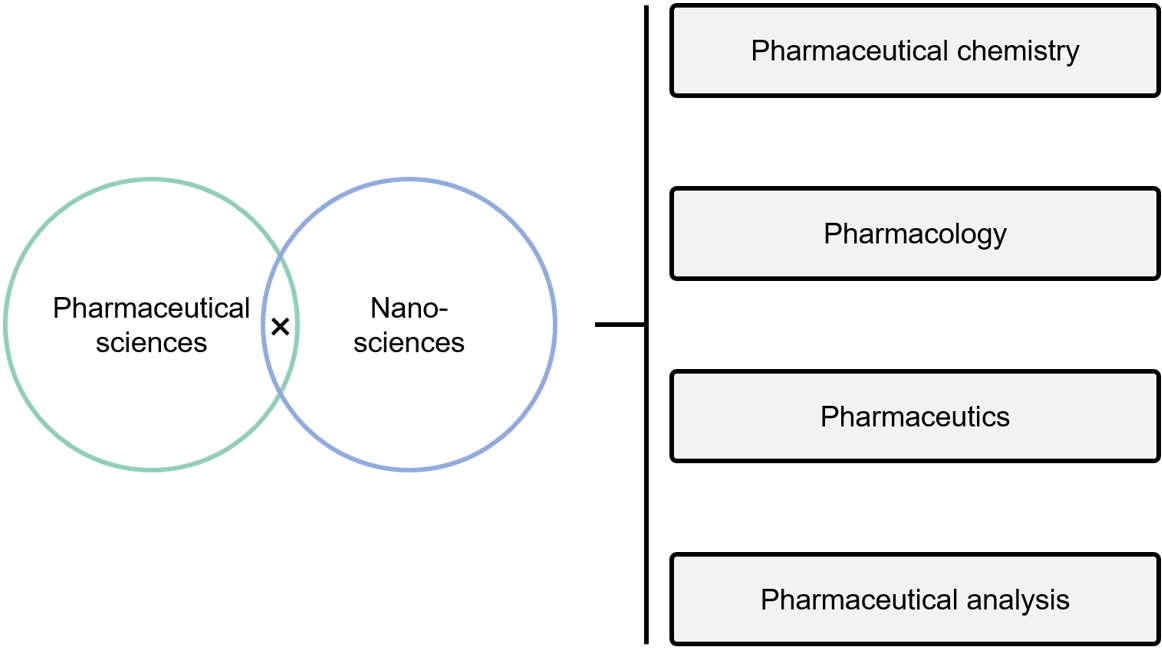 Pharmaceutical chemistry
Pharmacology
Pharmaceutical
sciences
×
Nano-
sciences
Pharmaceutics
Pharmaceutical analysis